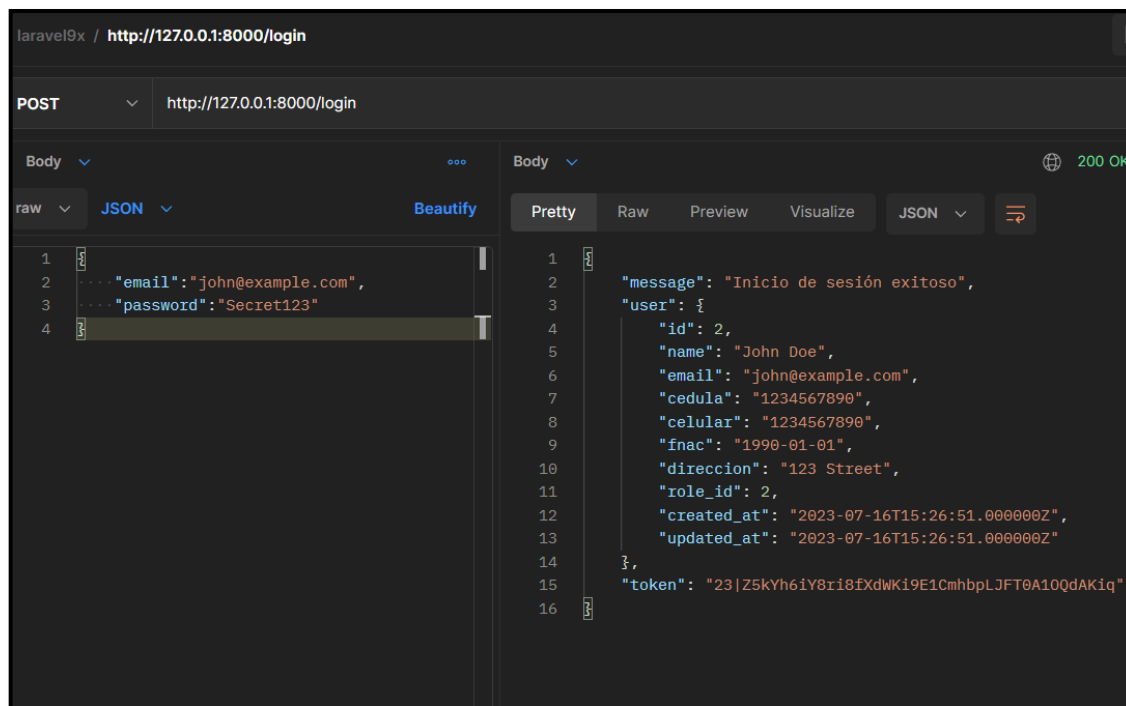 laravel9x / http://127.0.0.1:8000/login
POST http://127.0.0.1:8000/login
Body
raw JSON Beautify
1 {
2 "email":"john@example.com",
3 "password":"Secret123"
4 }
Body 200 OK
Pretty Raw Preview Visualize JSON
1 {
2 "message": "Inicio de sesión exitoso",
3 "user": {
4 "id": 2,
5 "name": "John Doe",
6 "email": "john@example.com",
7 "cedula": "1234567890",
8 "celular": "1234567890",
9 "fnac": "1990-01-01",
10 "direccion": "123 Street",
11 "role_id": 2,
12 "created_at": "2023-07-16T15:26:51.000000Z",
13 "updated_at": "2023-07-16T15:26:51.000000Z"
14 },
15 "token": "23|Z5kYh6iY8ri8fXdWKi9E1CmhbpLJFT0A1OQdAKiq"
16 }